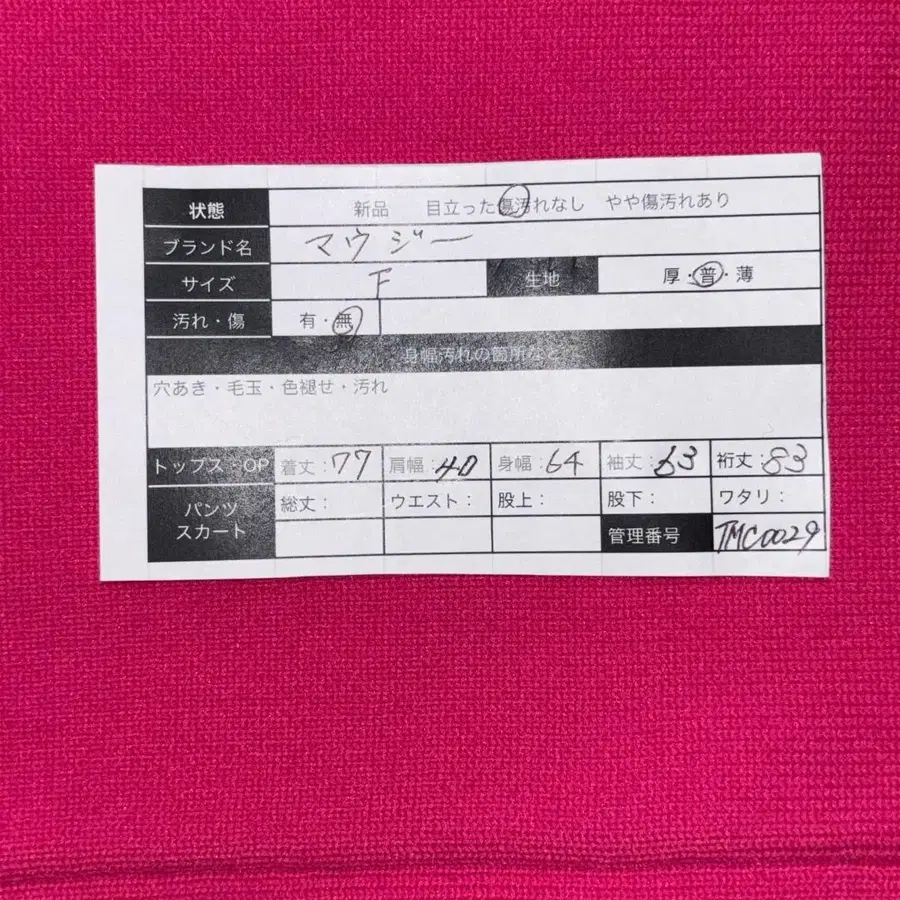 状態 新品 目立った傷汚れなし やや傷汚れあり
ブランド名 マウジー
サイズ F 生地 厚・普・薄
汚れ・傷 有・無
身幅汚れの箇所など
穴あき・毛玉・色褪せ・汚れ
トップス・OP 着丈:77 肩幅:40 身幅:64 袖丈:63 裄丈:83
パンツ 総丈: ウエスト: 股上: 股下: ワタリ:
スカート 管理番号 TMC0029